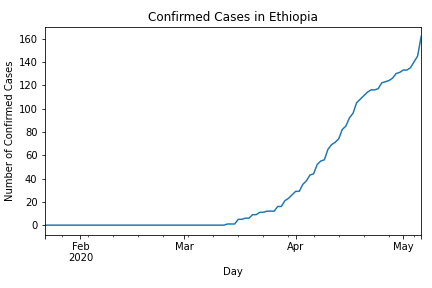 Confirmed Cases in Ethiopia
Number of Confirmed Cases
160
140
120
100
80
60
40
20
0
Feb
2020
Mar
Apr
May
Day